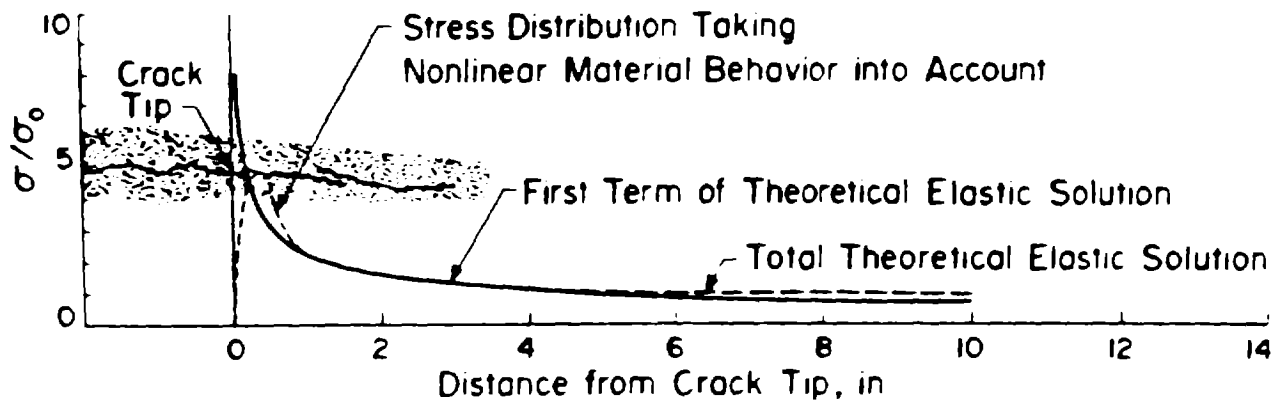 10
Stress Distribution Taking
Nonlinear Material Behavior into Account
Crack
Tip
σ/σ₀
5
First Term of Theoretical Elastic Solution
Total Theoretical Elastic Solution
0
0 2 4 6 8 10 12 14
Distance from Crack Tip, in